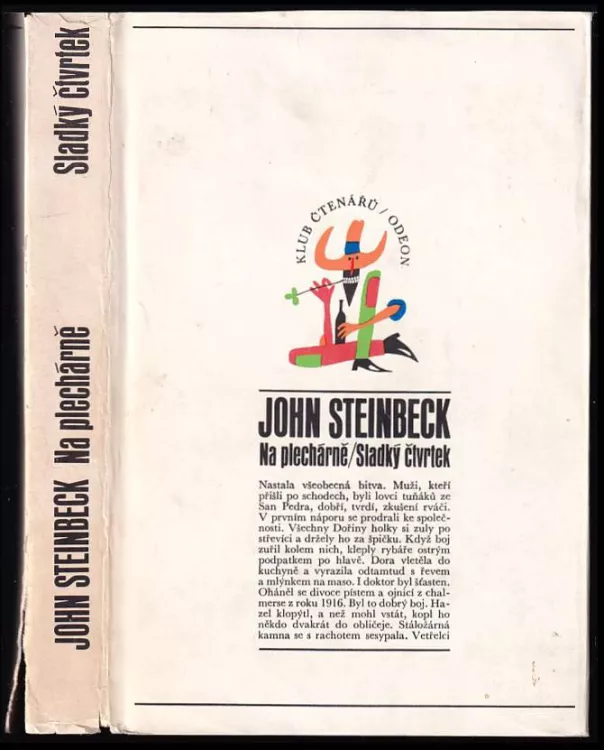 JOHN STEINBECK Na plechárně Sladký čtvrtek
KLUB ČTENÁŘŮ / ODEON
JOHN STEINBECK
Na plechárně/Sladký čtvrtek
Nastala všeobecná bitva. Muži, kteří
přišli po schodech, byli lovci tuňáků ze
San Pedra, dobří, tvrdí, zkušení rváči.
V prvním náporu se prodrali ke společ-
nosti. Všechny Dořiny holky si zuly po
střevíci a držely ho za špičku. Když boj
zuřil kolem nich, kleply rybáře ostrým
podpatkem po hlavě. Dora vletěla do
kuchyně a vyrazila odtamtud s řevem
a mlýnkem na maso. I doktor byl šťasten.
Oháněl se divoce pístem a ojnicí z chal-
merse z roku 1916. Byl to dobrý boj. Ha-
zel klopýtl, a než mohl vstát, kopl ho
někdo dvakrát do obličeje. Stáložárná
kamna se s rachotem sesypala. Vetřelci